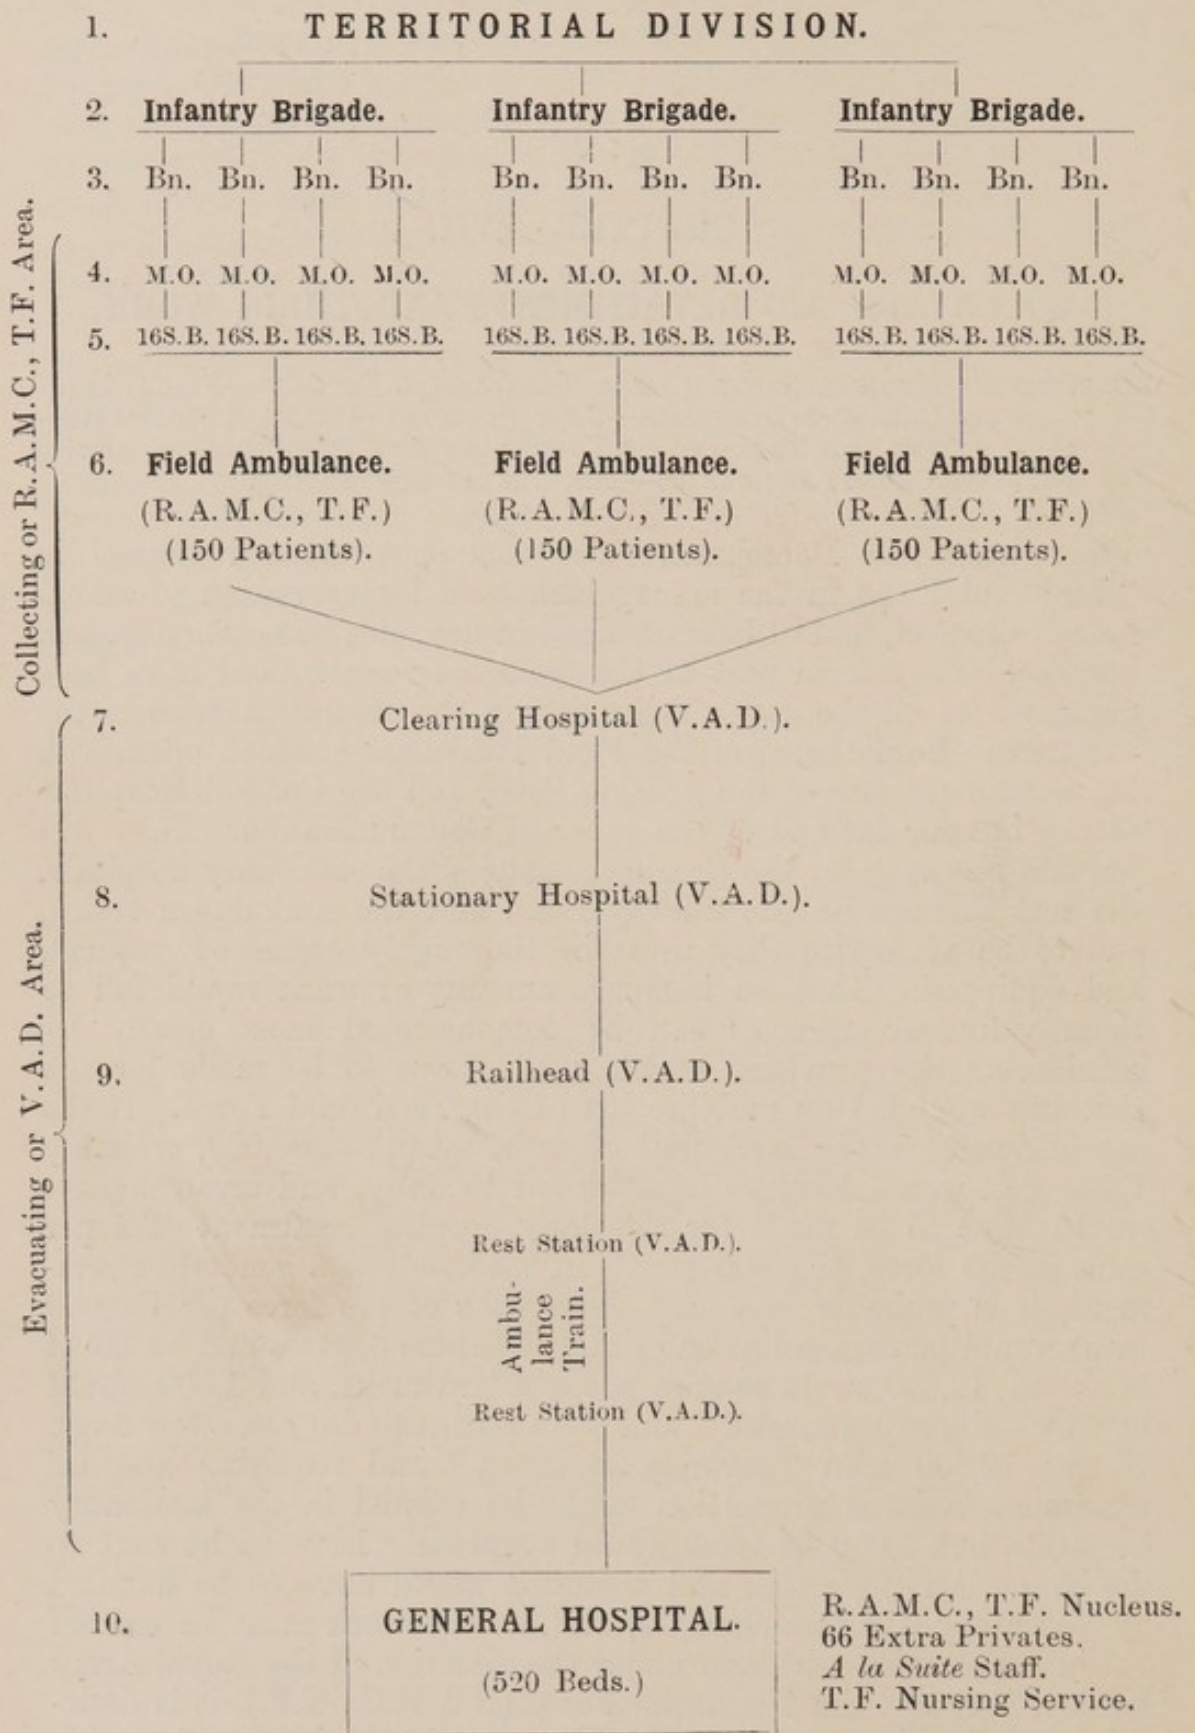 1. TERRITORIAL DIVISION.
2. Infantry Brigade. Infantry Brigade. Infantry Brigade.
3. Bn. Bn. Bn. Bn. Bn. Bn. Bn. Bn. Bn. Bn. Bn. Bn.
4. M.O. M.O. M.O. M.O. M.O. M.O. M.O. M.O. M.O. M.O. M.O. M.O.
5. 16S.B. 16S.B. 16S.B. 16S.B. 16S.B. 16S.B. 16S.B. 16S.B. 16S.B. 16S.B. 16S.B. 16S.B.
Collecting or R.A.M.C., T.F. Area.
6. Field Ambulance. Field Ambulance. Field Ambulance.
(R.A.M.C., T.F.) (R.A.M.C., T.F.) (R.A.M.C., T.F.)
(150 Patients). (150 Patients). (150 Patients).
7. Clearing Hospital (V.A.D.).
8. Stationary Hospital (V.A.D.).
Evacuating or V.A.D. Area.
9. Railhead (V.A.D.).
Rest Station (V.A.D.).
Ambu-
lance
Train.
Rest Station (V.A.D.).
10. GENERAL HOSPITAL.
(520 Beds.)
R.A.M.C., T.F. Nucleus.
66 Extra Privates.
A la Suite Staff.
T.F. Nursing Service.